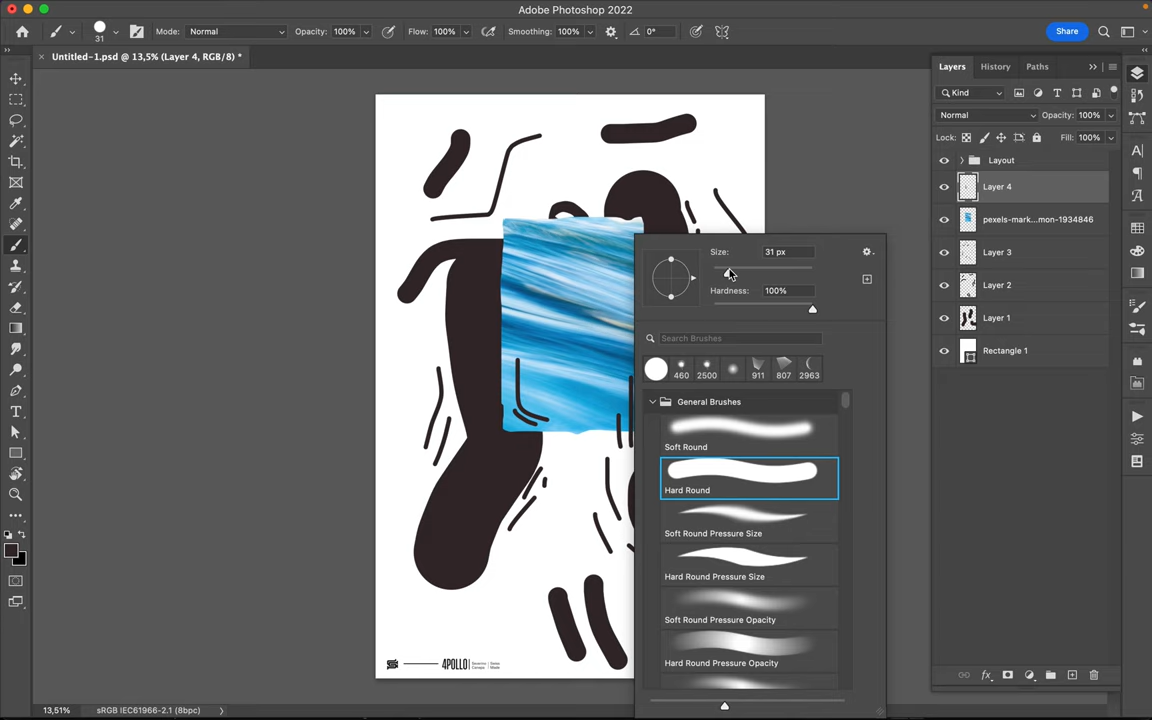 Adobe Photoshop 2022
31
Mode: Normal
Opacity: 100%
Flow: 100%
Smoothing: 100%
0°
Share
Untitled-1.psd @ 13,5% (Layer 4, RGB/8) *
Layers
History
Paths
Kind
Normal
Opacity: 100%
Lock:
Fill: 100%
Layout
Layer 4
pexels-mark...mon-1934846
Layer 3
Layer 2
Layer 1
Rectangle 1
Size:
31 px
Hardness:
100%
Search Brushes
460
2500
911
807
2963
General Brushes
Soft Round
Hard Round
Soft Round Pressure Size
Hard Round Pressure Size
Soft Round Pressure Opacity
Hard Round Pressure Opacity
4POLLO
13,51%
sRGB IEC61966-2.1 (8bpc)